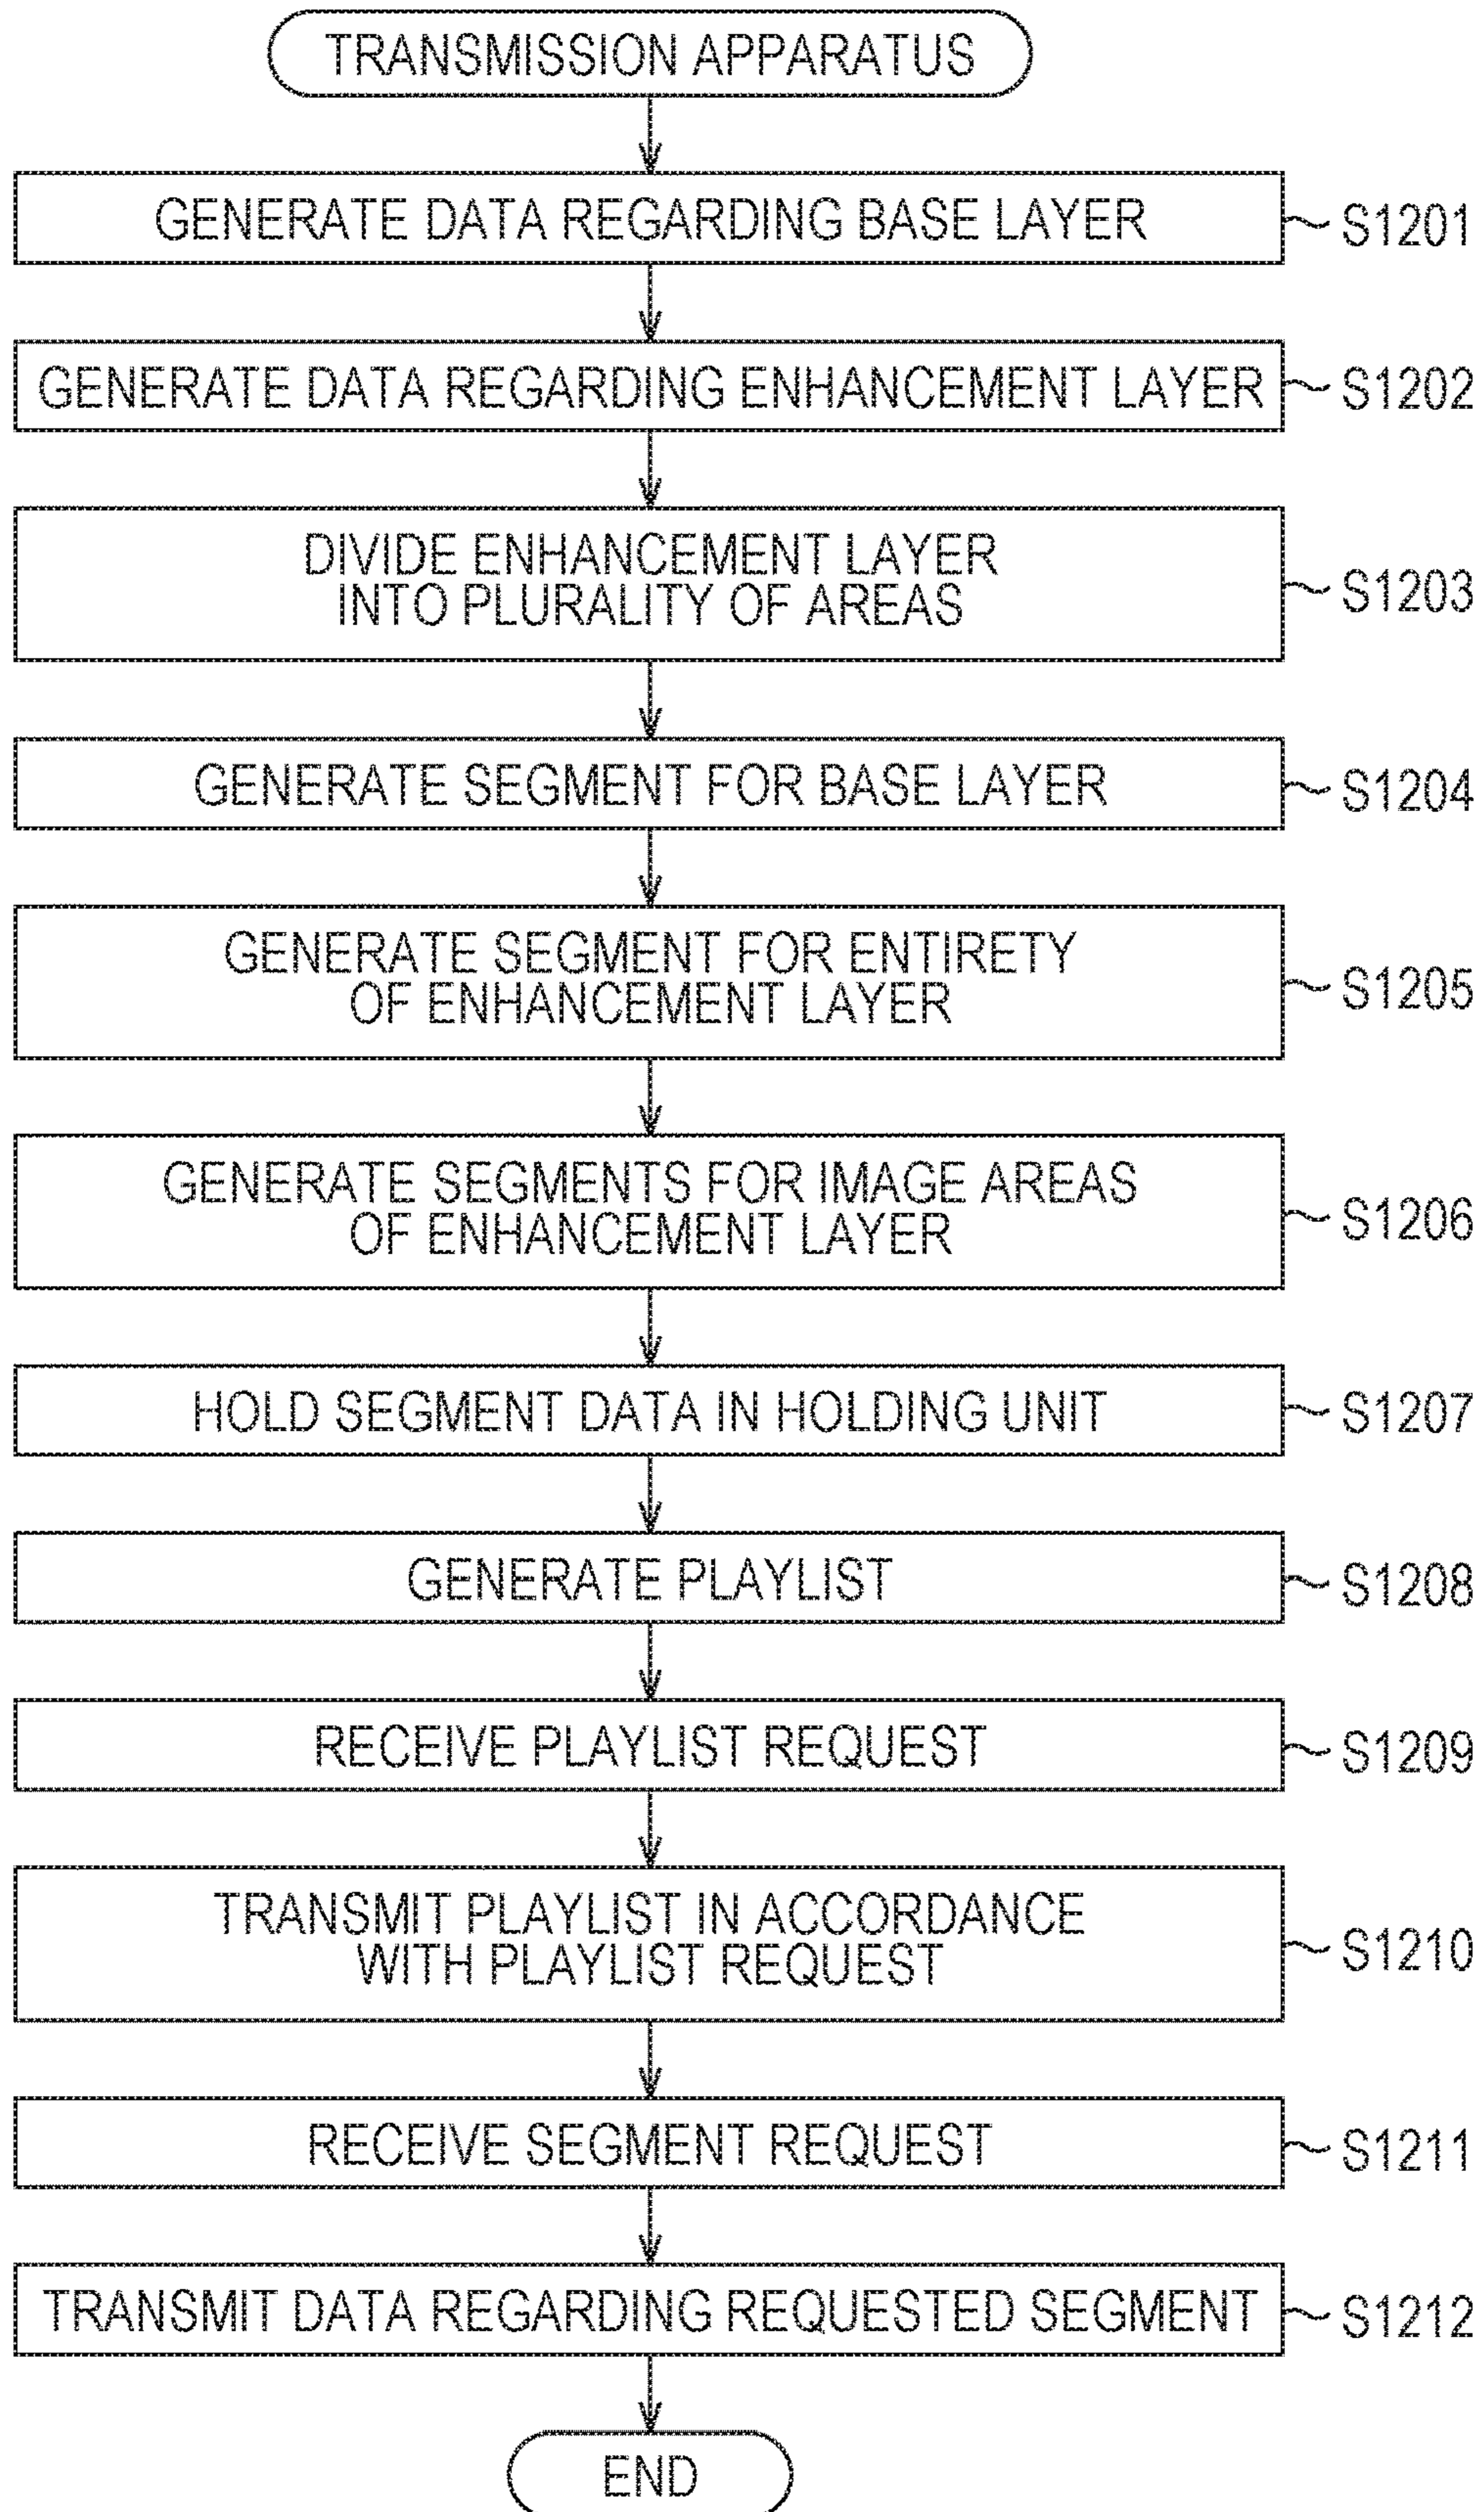 TRANSMISSION APPARATUS
GENERATE DATA REGARDING BASE LAYER
S1201
GENERATE DATA REGARDING ENHANCEMENT LAYER
S1202
DIVIDE ENHANCEMENT LAYER
INTO PLURALITY OF AREAS
S1203
GENERATE SEGMENT FOR BASE LAYER
S1204
GENERATE SEGMENT FOR ENTIRETY
OF ENHANCEMENT LAYER
S1205
GENERATE SEGMENTS FOR IMAGE AREAS
OF ENHANCEMENT LAYER
S1206
HOLD SEGMENT DATA IN HOLDING UNIT
S1207
GENERATE PLAYLIST
S1208
RECEIVE PLAYLIST REQUEST
S1209
TRANSMIT PLAYLIST IN ACCORDANCE
WITH PLAYLIST REQUEST
S1210
RECEIVE SEGMENT REQUEST
S1211
TRANSMIT DATA REGARDING REQUESTED SEGMENT
S1212
END